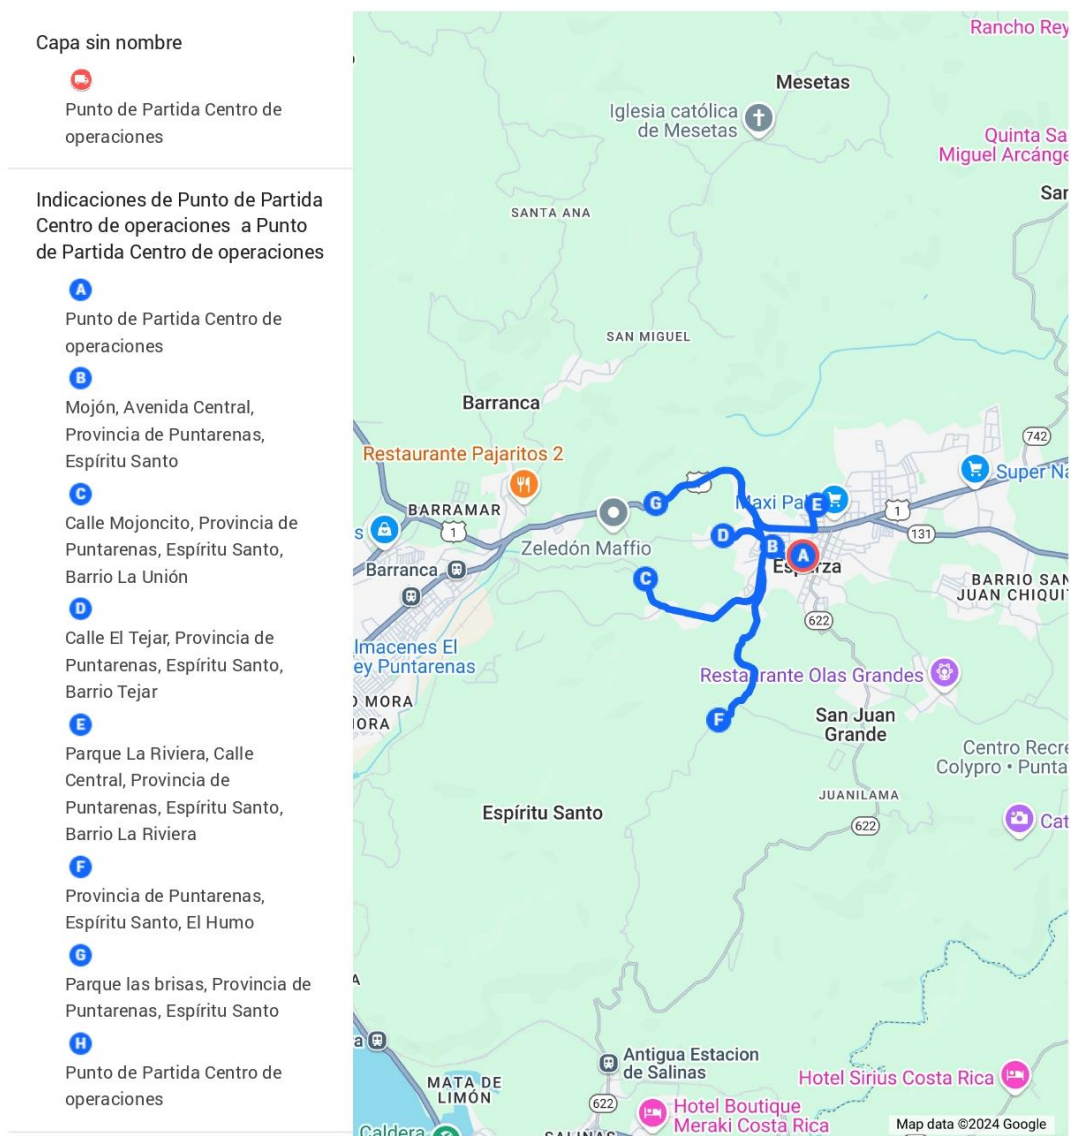 Capa sin nombre
Punto de Partida Centro de
operaciones
Indicaciones de Punto de Partida
Centro de operaciones a Punto
de Partida Centro de operaciones
A
Punto de Partida Centro de
operaciones
B
Mojón, Avenida Central,
Provincia de Puntarenas,
Espíritu Santo
C
Calle Mojoncito, Provincia de
Puntarenas, Espíritu Santo,
Barrio La Unión
D
Calle El Tejar, Provincia de
Puntarenas, Espíritu Santo,
Barrio Tejar
E
Parque La Riviera, Calle
Central, Provincia de
Puntarenas, Espíritu Santo,
Barrio La Riviera
F
Provincia de Puntarenas,
Espíritu Santo, El Humo
G
Parque las brisas, Provincia de
Puntarenas, Espíritu Santo
H
Punto de Partida Centro de
operaciones
Rancho Rey
Mesetas
Iglesia católica
de Mesetas
Quinta Sa
Miguel Arcánge
Sar
SANTA ANA
SAN MIGUEL
Barranca
742
Restaurante Pajaritos 2
Super Na
BARRAMAR
G
Maxi Pal
E
1
1
s
D
131
Zeledón Maffio
B
A
Barranca
Esparza
C
BARRIO SAN
JUAN CHIQUIT
622
lmacenes El
ey Puntarenas
Restaurante Olas Grandes
O MORA
ORA
F
San Juan
Grande
Centro Recre
Colypro • Punta
JUANILAMA
Espíritu Santo
622
Cat
A
a
Antigua Estacion
de Salinas
MATA DE
LIMÓN
Hotel Sirius Costa Rica
622
Hotel Boutique
Meraki Costa Rica
Caldera
SALINAS
Map data ©2024 Google